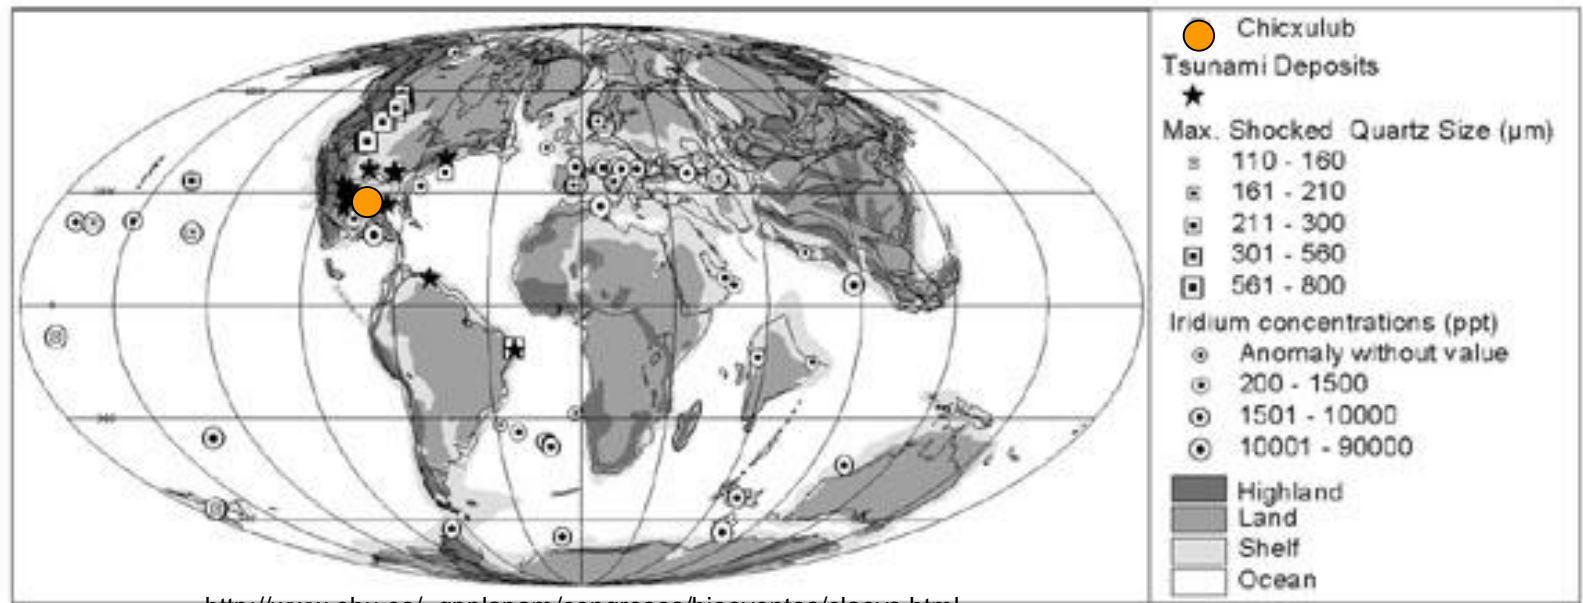 Chicxulub
Tsunami Deposits
Max. Shocked Quartz Size (µm)
110 - 160
161 - 210
211 - 300
301 - 560
561 - 800
Iridium concentrations (ppt)
Anomaly without value
200 - 1500
1501 - 10000
10001 - 90000
Highland
Land
Shelf
Ocean
0